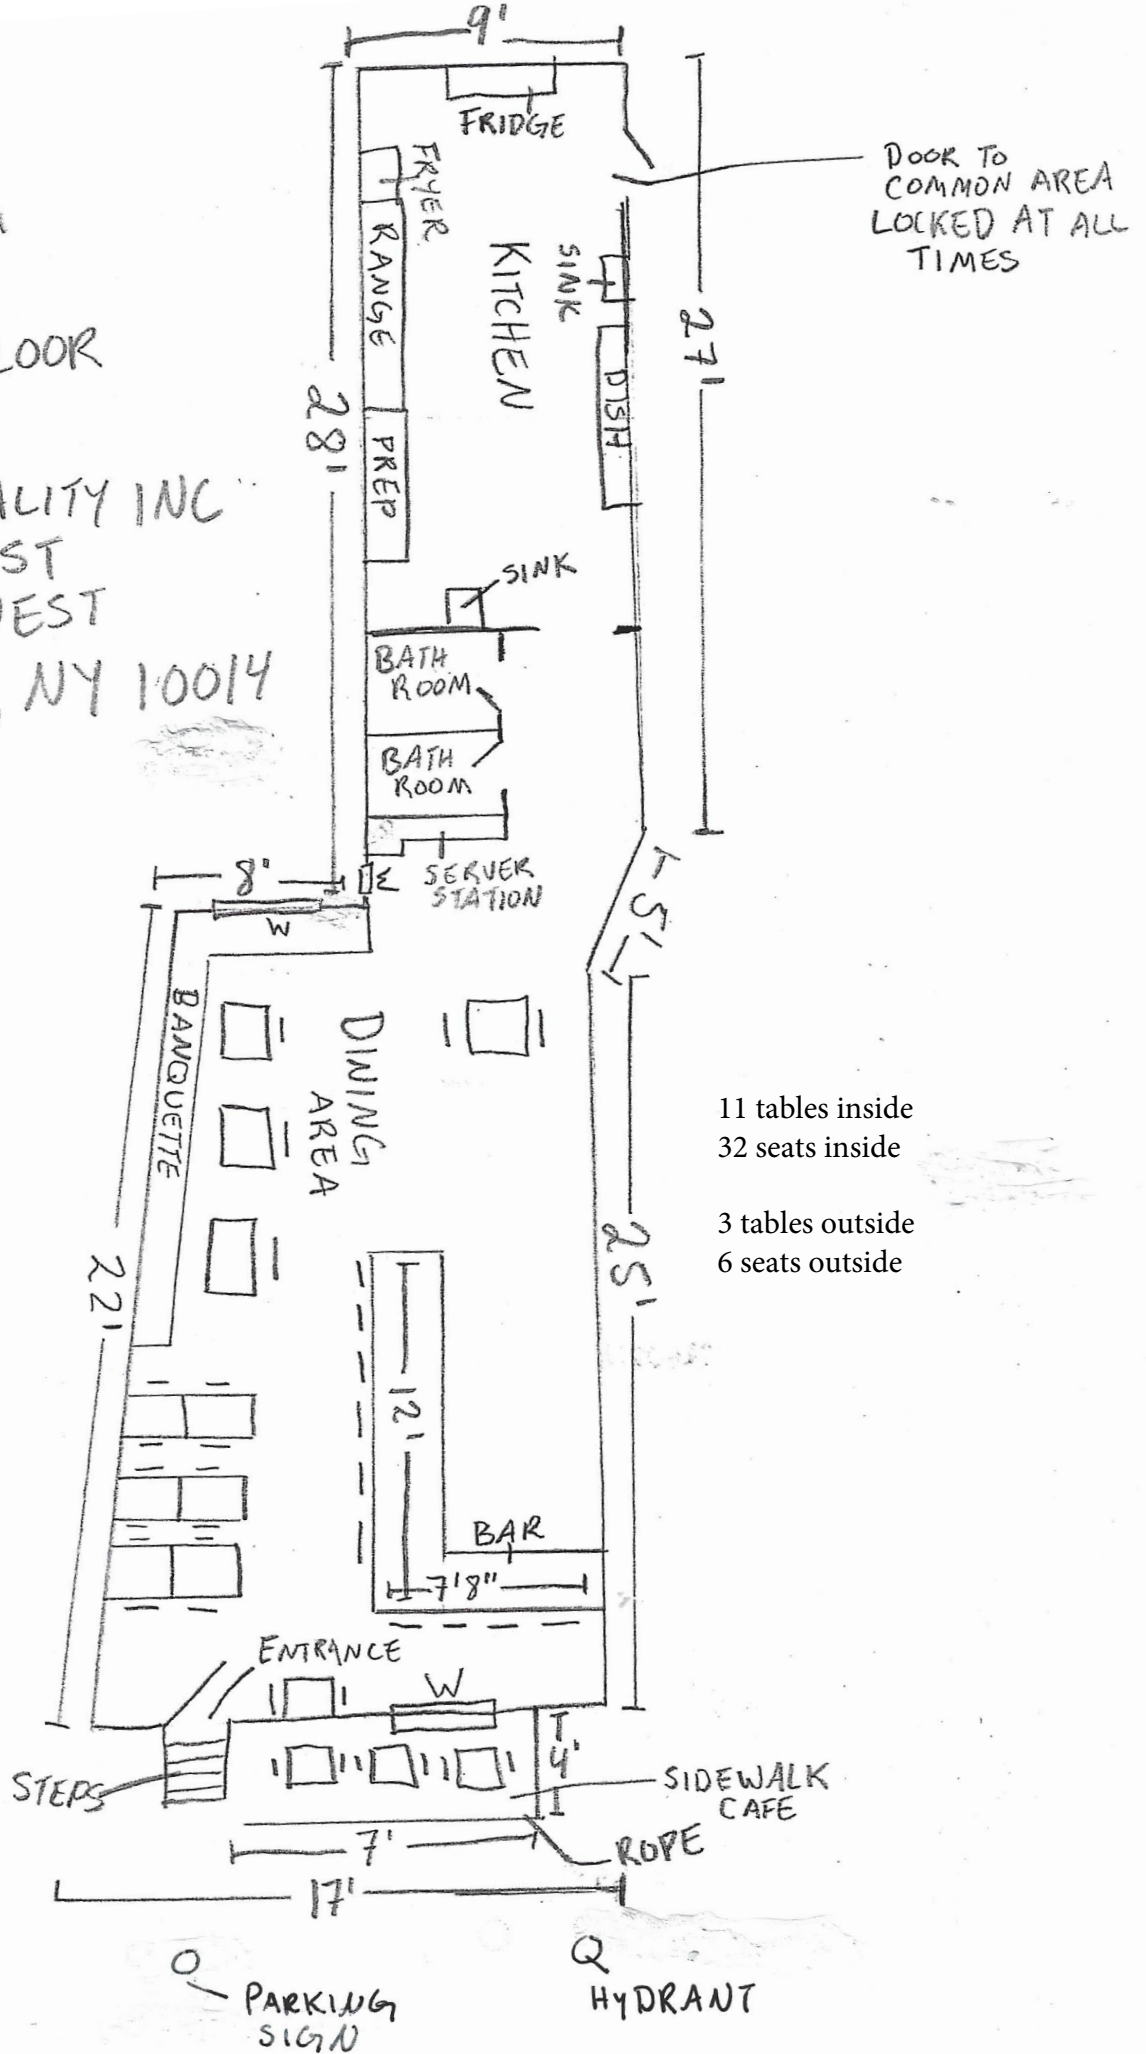 9'
FRIDGE
FRYER
RANGE
KITCHEN
SINK
DISH
PREP
DOOR TO
COMMON AREA
LOCKED AT ALL
TIMES
27'
28'
INC
ST
NY 10014
SINK
BATH
ROOM
BATH
ROOM
SERVER
STATION
8'
W
W
5'
BANQUETTE
DINING
AREA
11 tables inside
32 seats inside
3 tables outside
6 seats outside
22'
25'
12'
BAR
7'8"
ENTRANCE
W
4'
STEPS
SIDEWALK
CAFE
7'
ROPE
17'
PARKING
SIGN
HYDRANT